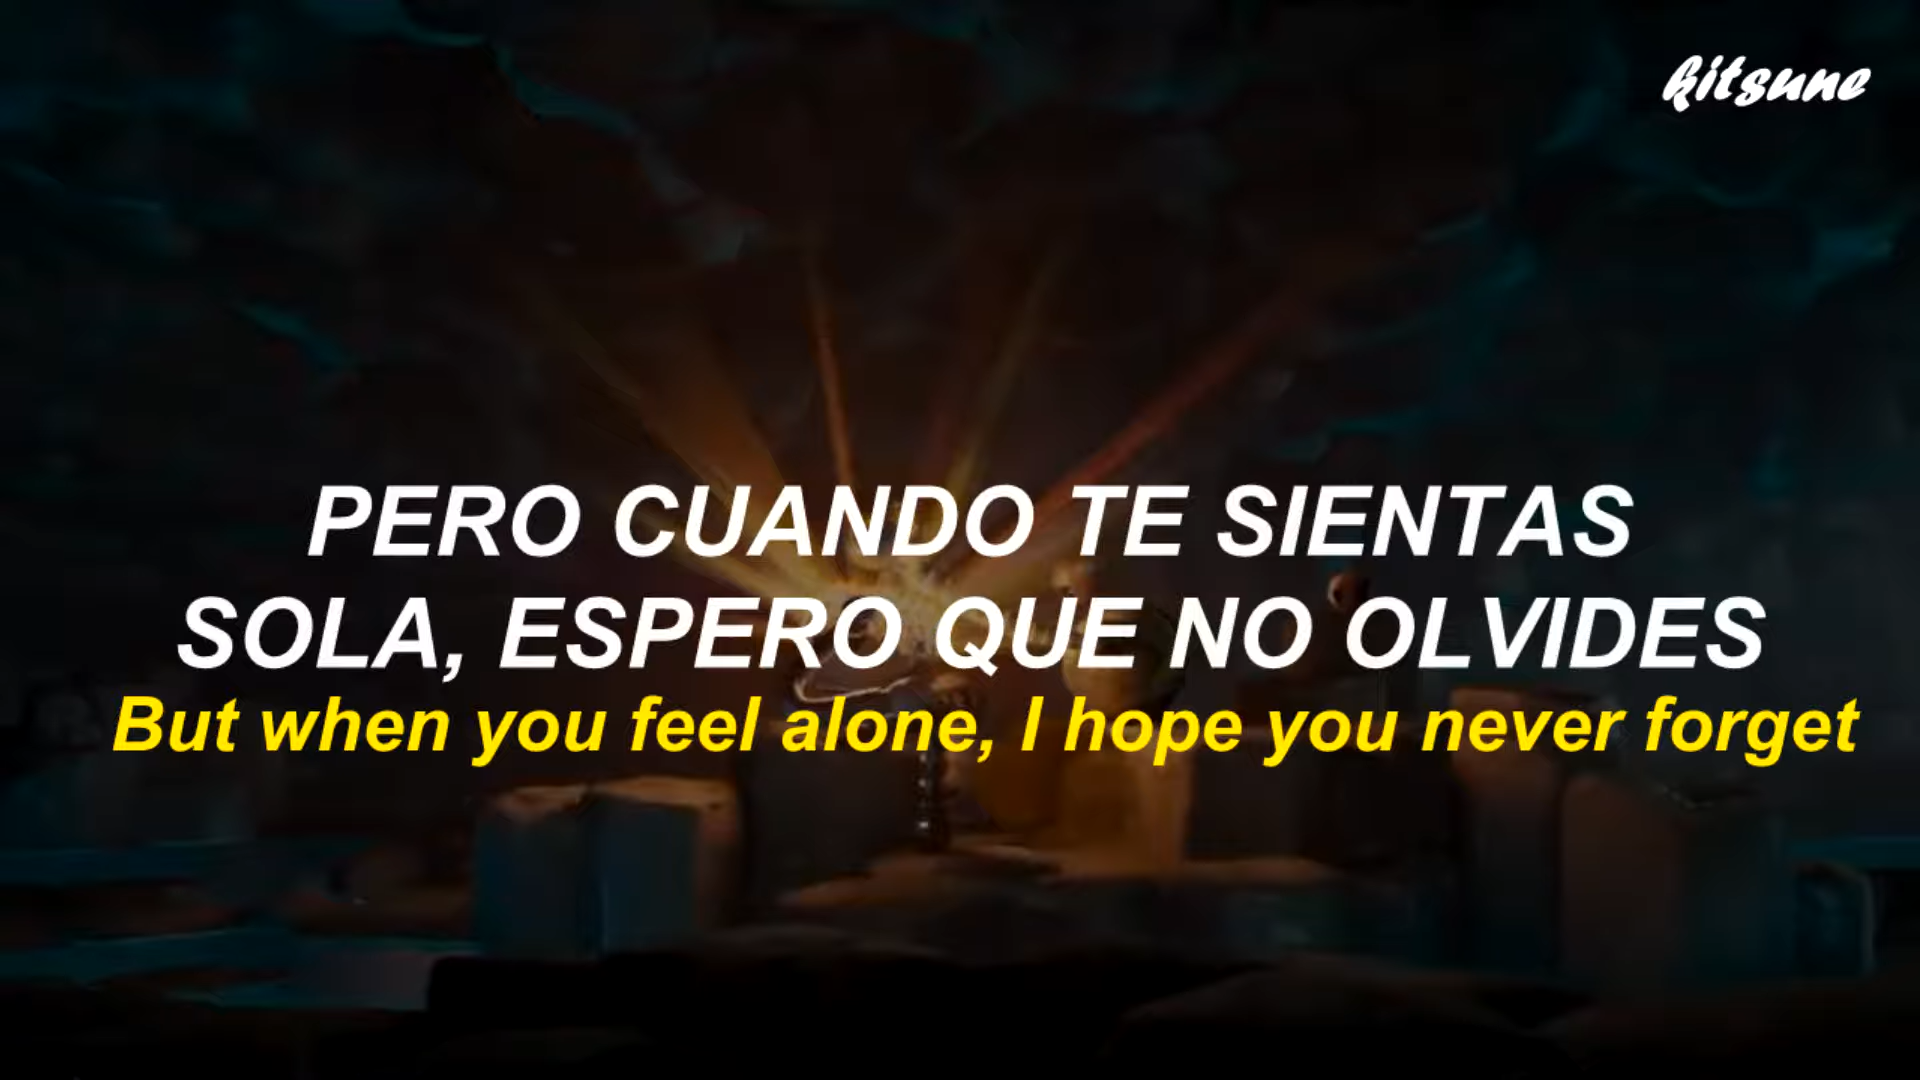 kitsune
PERO CUANDO TE SIENTAS
SOLA, ESPERO QUE NO OLVIDES
But when you feel alone, I hope you never forget